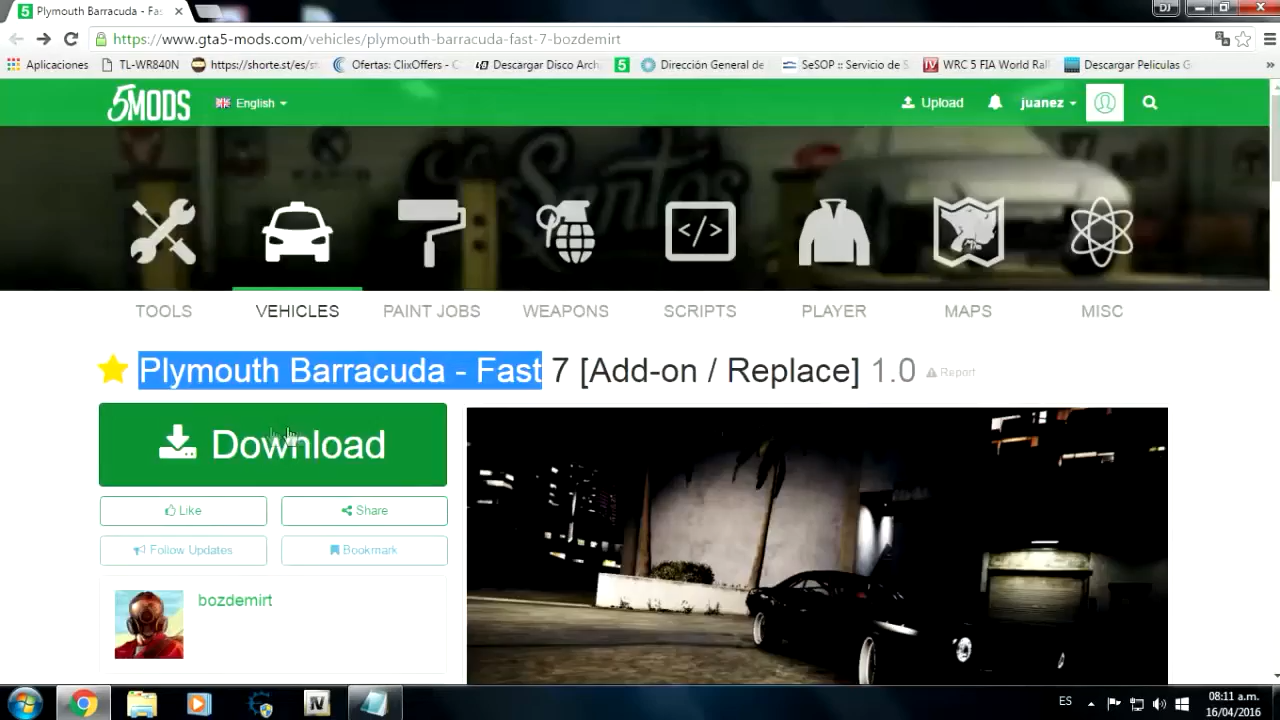 Plymouth Barracuda - Fas
DJ
https://www.gta5-mods.com/vehicles/plymouth-barracuda-fast-7-bozdemirt
Aplicaciones TL-WR840N https://shorte.st/es/s Ofertas: ClixOffers - C Descargar Disco Arch 5 Dirección General de SeSOP :: Servicio de S WRC 5 FIA World Rall Descargar Peliculas G
5MODS English Upload juanez
TOOLS VEHICLES PAINT JOBS WEAPONS SCRIPTS PLAYER MAPS MISC
Plymouth Barracuda - Fast 7 [Add-on / Replace] 1.0 Report
Download
Like Share
Follow Updates Bookmark
bozdemirt
IV
ES
08:11 a.m.
16/04/2016